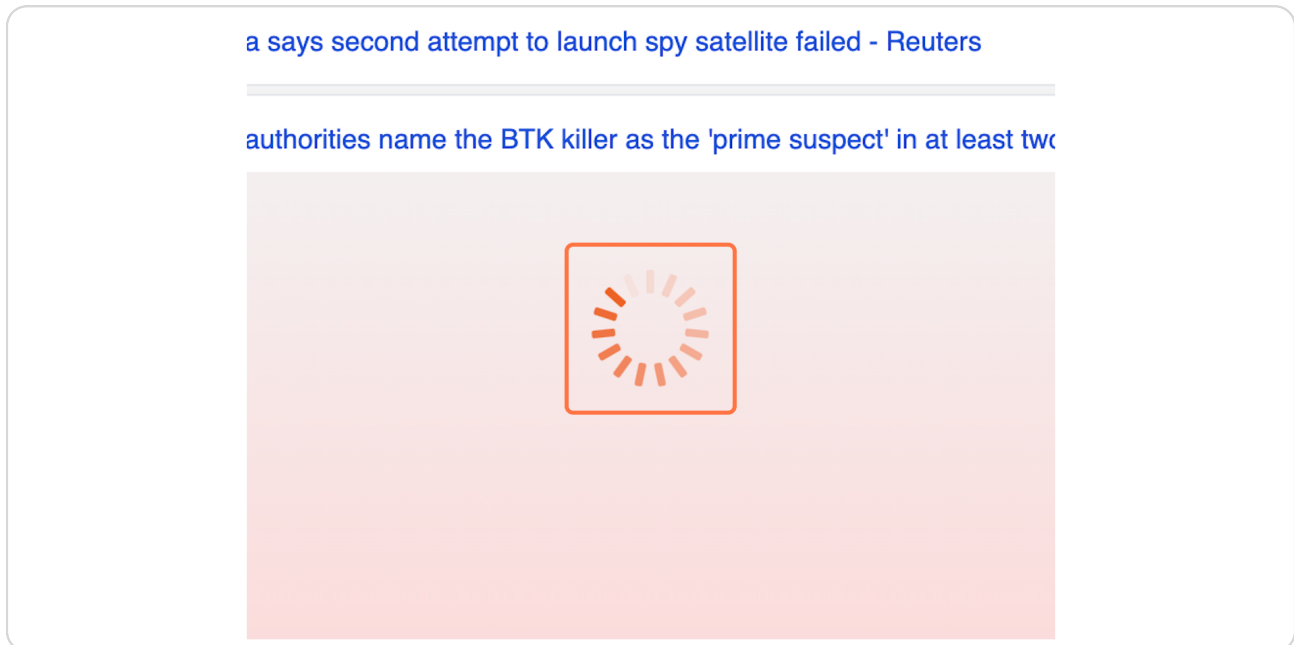 a says second attempt to launch spy satellite failed - Reuters
authorities name the BTK killer as the 'prime suspect' in at least two